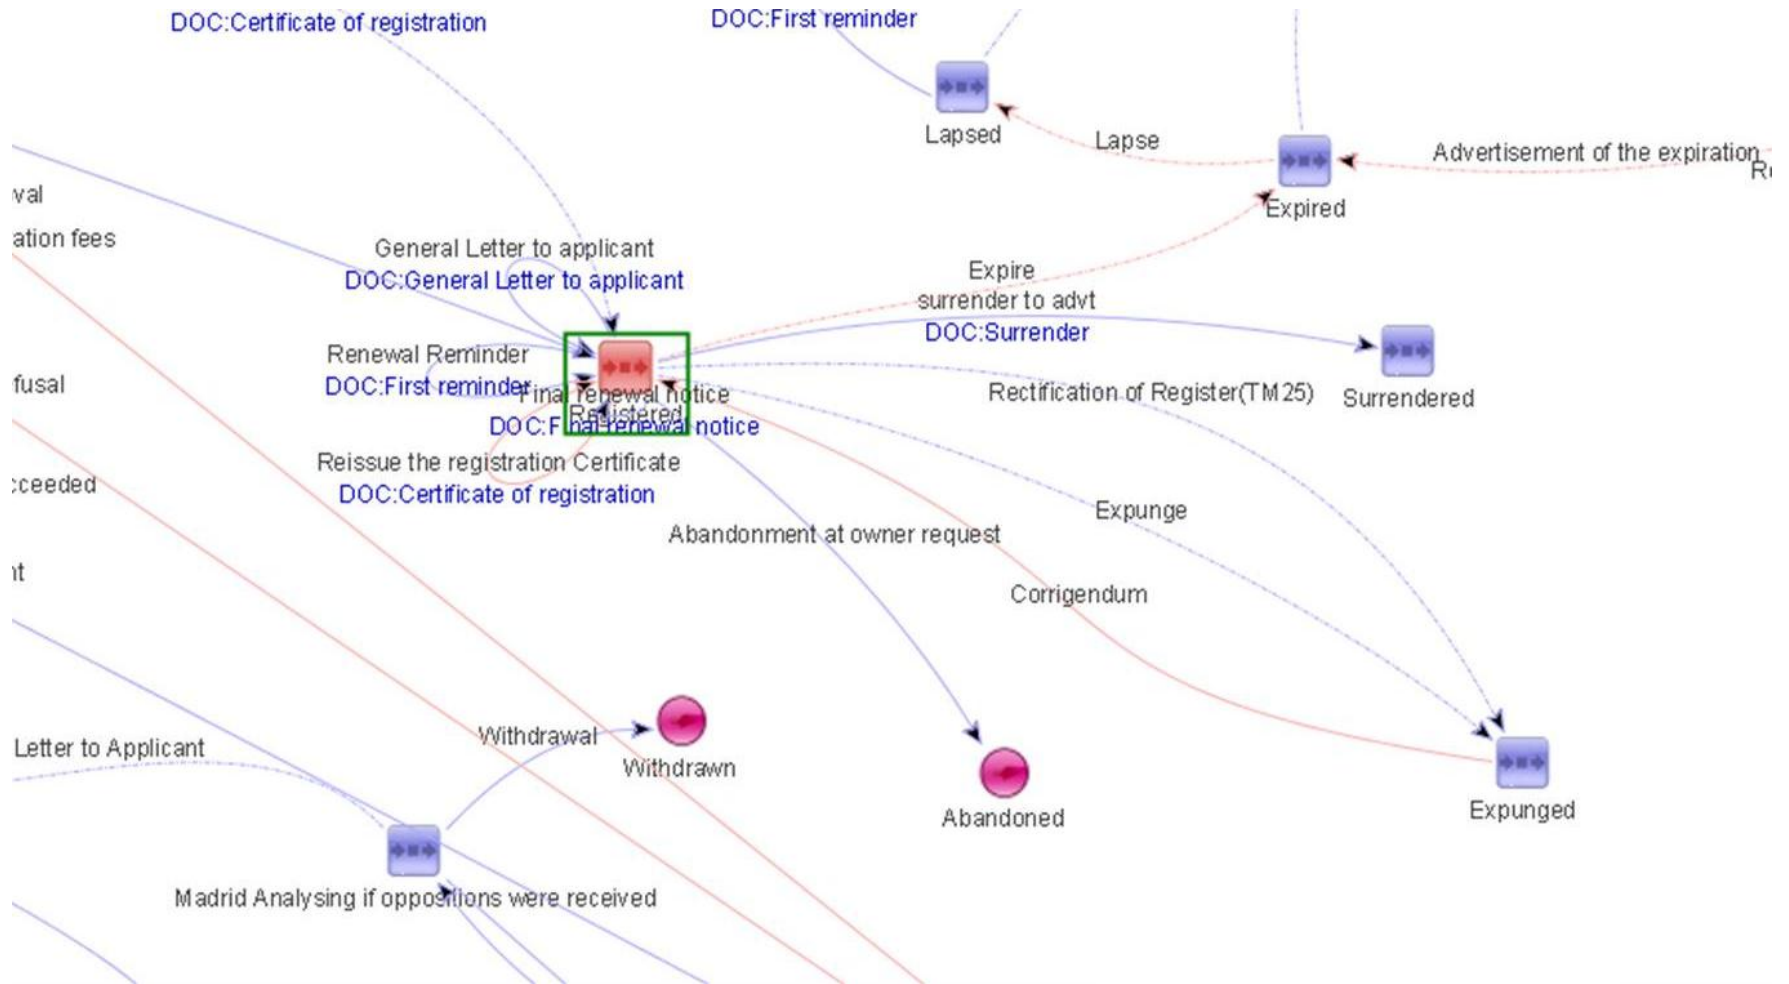 DOC:Certificate of registration
DOC:First reminder
Lapsed
Lapse
Advertisement of the expiration
Expired
val
ation fees
General Letter to applicant
DOC:General Letter to applicant
Expire
surrender to advt
DOC:Surrender
Renewal Reminder
DOC:First reminder
Final renewal notice
Registered
DOC:Final renewal notice
Rectification of Register(TM25)
Surrendered
fusal
Reissue the registration Certificate
DOC:Certificate of registration
cceeded
Expunge
Abandonment at owner request
Corrigendum
nt
Letter to Applicant
Withdrawal
Withdrawn
Abandoned
Expunged
Madrid Analysing if oppositions were received